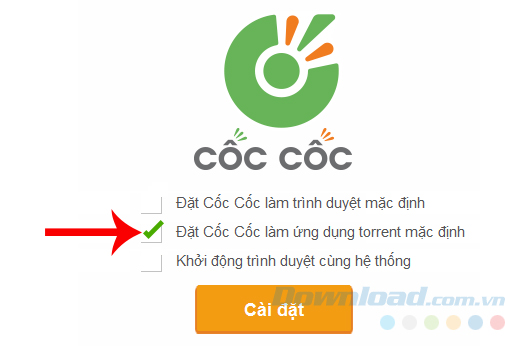 cốc cốc
Đặt Cốc Cốc làm trình duyệt mặc định
Đặt Cốc Cốc làm ứng dụng torrent mặc định
Khởi động trình duyệt cùng hệ thống
Cài đặt
Download.com.vn